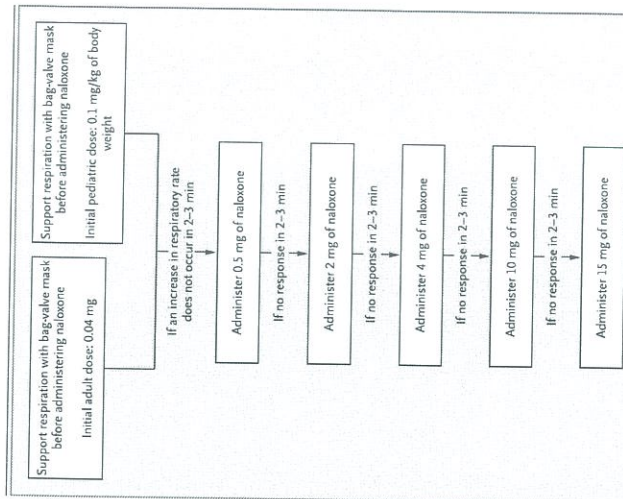 Support respiration with bag-valve mask
before administering naloxone
Initial adult dose: 0.04 mg
Support respiration with bag-valve mask
before administering naloxone
Initial pediatric dose: 0.1 mg/kg of body
weight
If an increase in respiratory rate
does not occur in 2–3 min
Administer 0.5 mg of naloxone
If no response in 2–3 min
Administer 2 mg of naloxone
If no response in 2–3 min
Administer 4 mg of naloxone
If no response in 2–3 min
Administer 10 mg of naloxone
If no response in 2–3 min
Administer 15 mg of naloxone